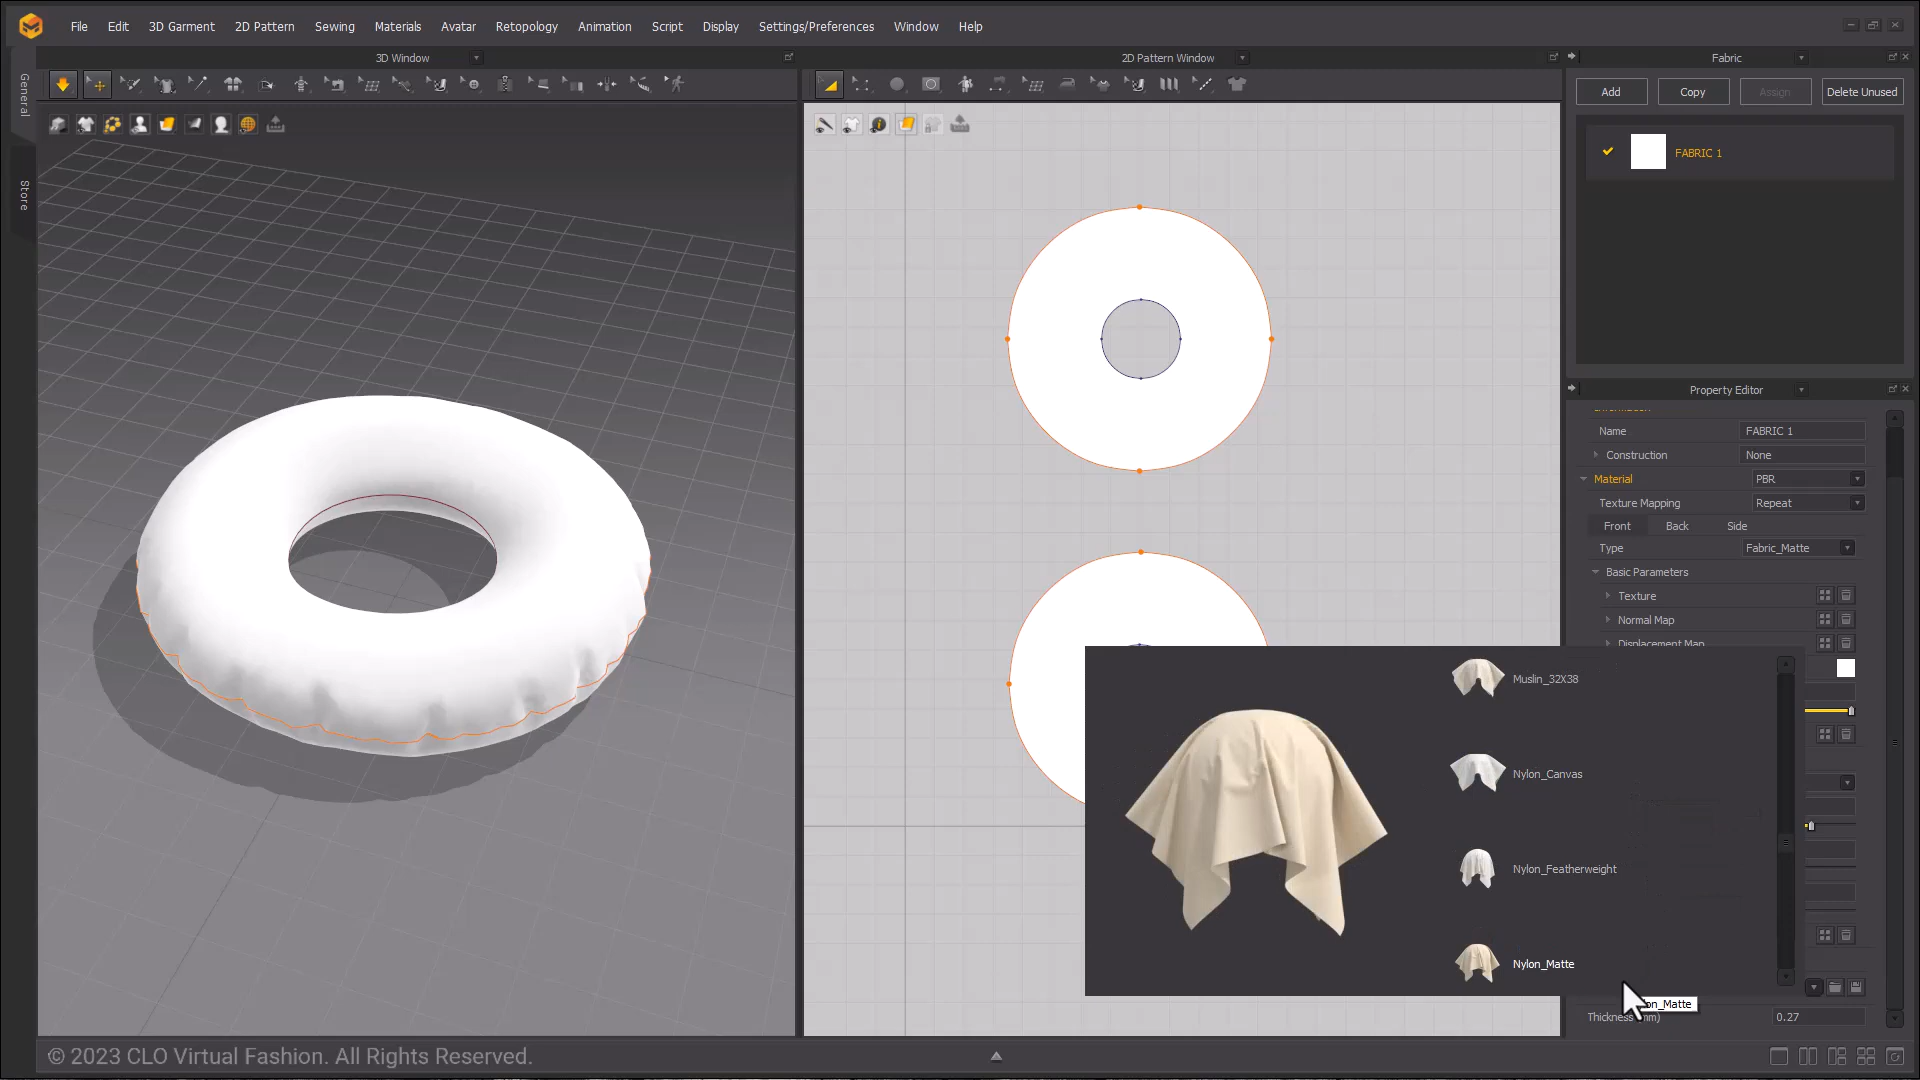 File Edit 3D Garment 2D Pattern Sewing Materials Avatar Retopology Animation Script Display Settings/Preferences Window Help
3D Window
2D Pattern Window
Fabric
General
Store
Add Copy Assign Delete Unused
FABRIC 1
Property Editor
Name FABRIC 1
Construction None
Material PBR
Texture Mapping Repeat
Front Back Side
Type Fabric_Matte
Basic Parameters
Texture
Normal Map
Displacement Map
Muslin_32X38
Nylon_Canvas
Nylon_Featherweight
Nylon_Matte
on_Matte
Thickness 0.27
© 2023 CLO Virtual Fashion. All Rights Reserved.